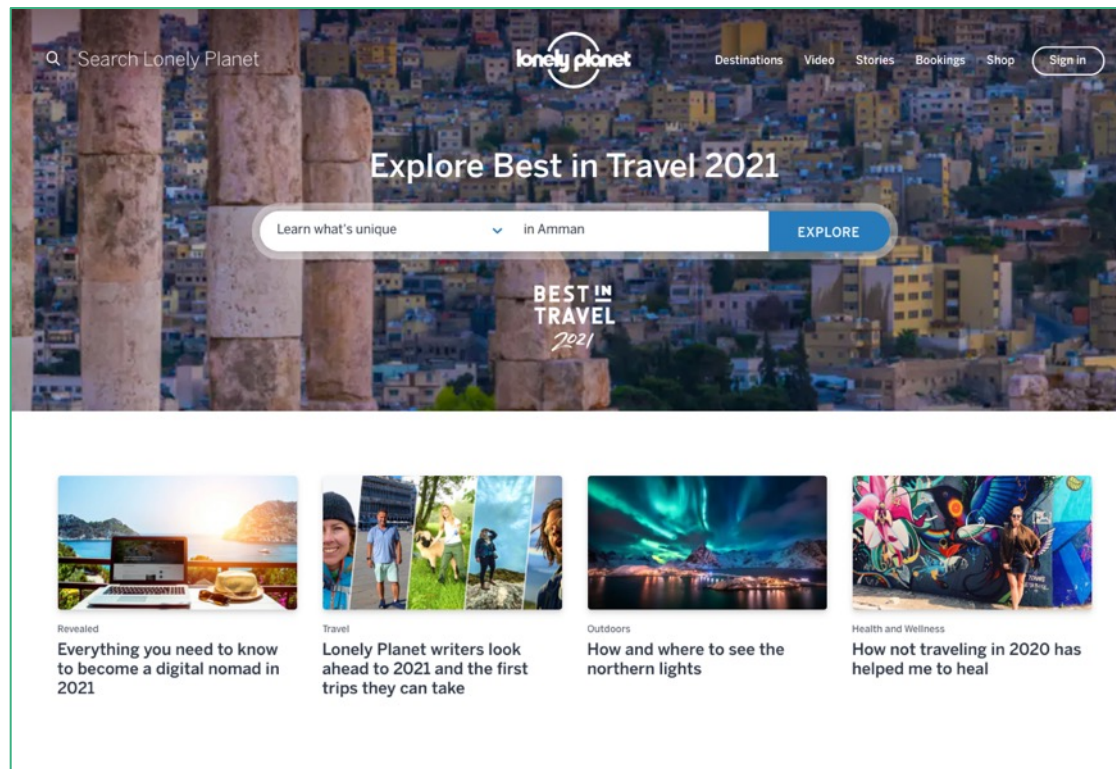 Search Lonely Planet
lonely planet
Destinations Video Stories Bookings Shop Sign in
Explore Best in Travel 2021
Learn what's unique in Amman EXPLORE
BEST IN
TRAVEL
2021
Revealed
Everything you need to know
to become a digital nomad in
2021
Travel
Lonely Planet writers look
ahead to 2021 and the first
trips they can take
Outdoors
How and where to see the
northern lights
Health and Wellness
How not traveling in 2020 has
helped me to heal